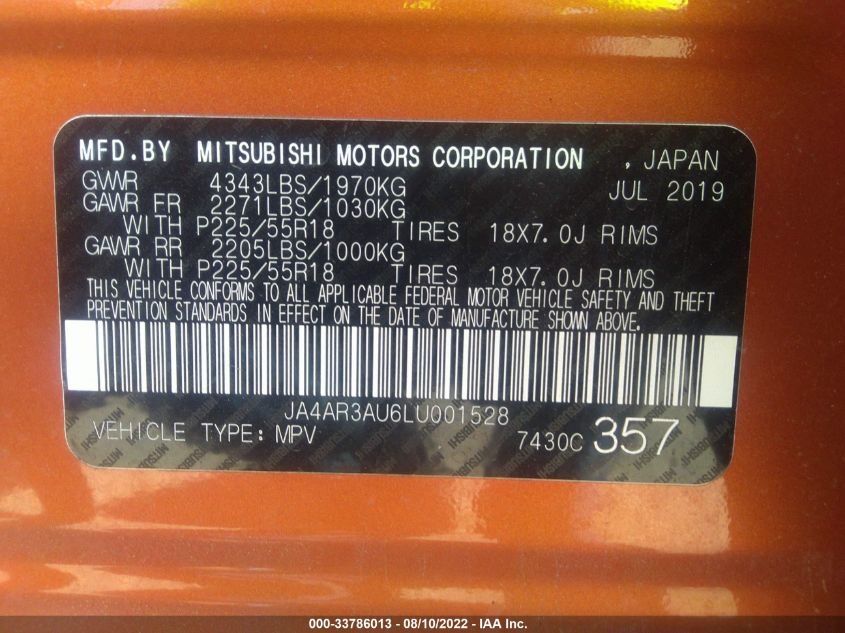 MFD.BY MITSUBISHI MOTORS CORPORATION , JAPAN
GVWR 4343LBS/1970KG JUL 2019
GAWR FR 2271LBS/1030KG
WITH P225/55R18 TIRES 18X7.0J RIMS
GAWR RR 2205LBS/1000KG
WITH P225/55R18 TIRES 18X7.0J RIMS
THIS VEHICLE CONFORMS TO ALL APPLICABLE FEDERAL MOTOR VEHICLE SAFETY AND THEFT
PREVENTION STANDARDS IN EFFECT ON THE DATE OF MANUFACTURE SHOWN ABOVE.
JA4AR3AU6LU001528
VEHICLE TYPE: MPV 7430C 357
000-33786013 - 08/10/2022 - IAA Inc.